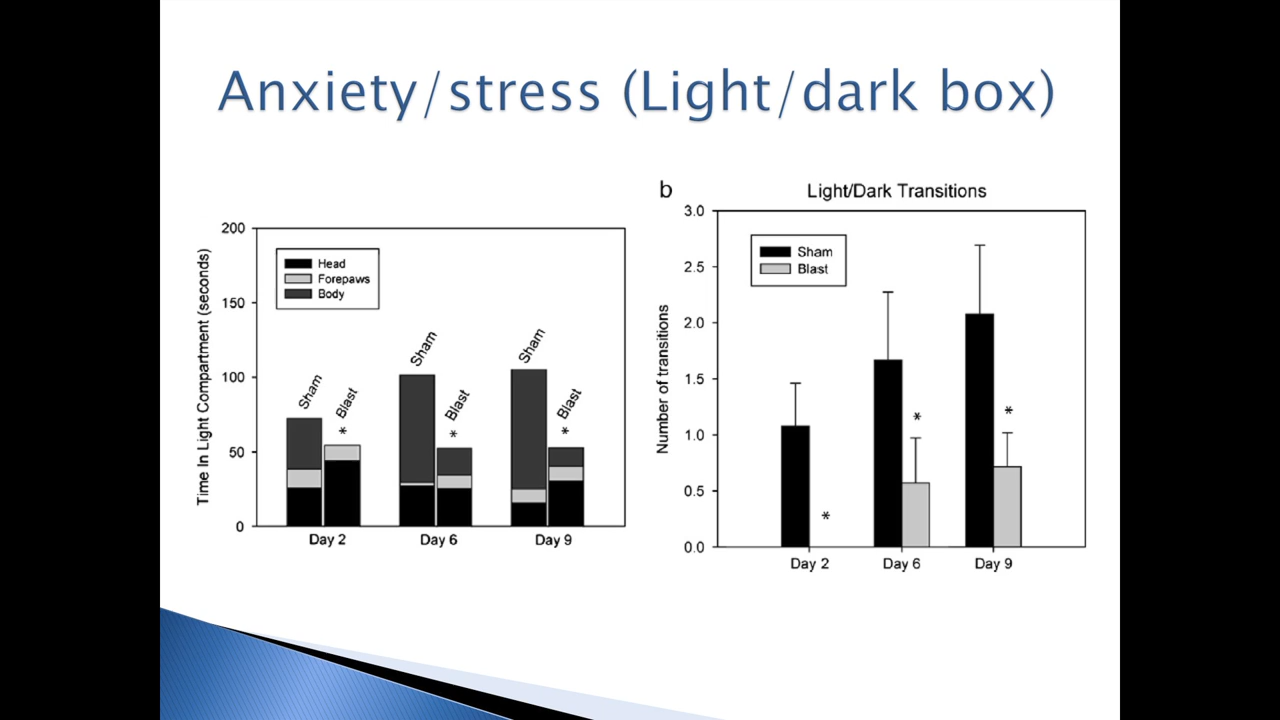 Anxiety/stress (Light/dark box)
200
150
100
50
0
Time In Light Compartment (seconds)
Head
Forepaws
Body
Sham
* Blast
Sham
* Blast
Sham
* Blast
Day 2
Day 6
Day 9
b
Light/Dark Transitions
3.0
2.5
2.0
1.5
1.0
0.5
0.0
Number of transitions
Sham
Blast
*
*
*
Day 2
Day 6
Day 9